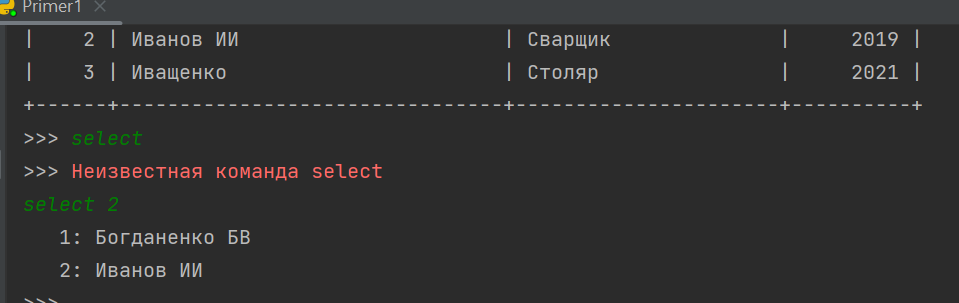 Primer1 ×
|    2 | Иванов ИИ                      | Сварщик              |     2019 |
|    3 | Иващенко                       | Столяр               |     2021 |
+------+--------------------------------+----------------------+----------+
>>> select
>>> Неизвестная команда select
select 2
   1: Богданенко БВ
   2: Иванов ИИ
>>>